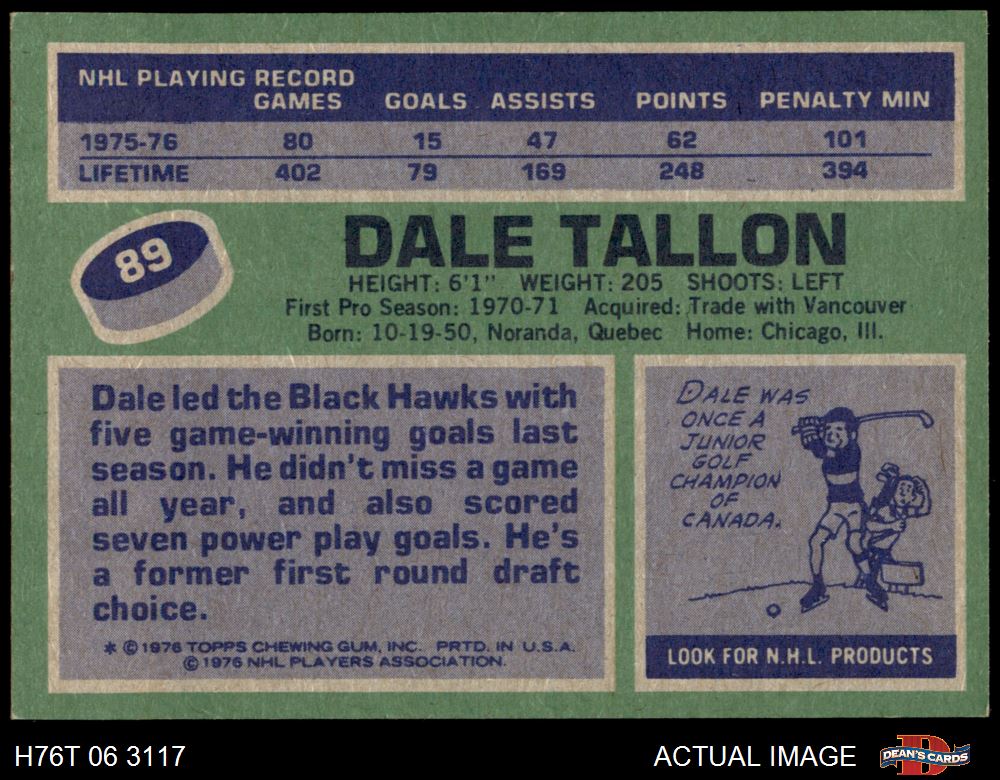 NHL PLAYING RECORD
GAMES GOALS ASSISTS POINTS PENALTY MIN
1975-76 80 15 47 62 101
LIFETIME 402 79 169 248 394
89
DALE TALLON
HEIGHT: 6'1" WEIGHT: 205 SHOOTS: LEFT
First Pro Season: 1970-71 Acquired: Trade with Vancouver
Born: 10-19-50, Noranda, Quebec Home: Chicago, Ill.
Dale led the Black Hawks with
five game-winning goals last
season. He didn't miss a game
all year, and also scored
seven power play goals. He's
a former first round draft
choice.
* © 1976 TOPPS CHEWING GUM, INC. PRTD. IN U.S.A.
© 1976 NHL PLAYERS ASSOCIATION.
DALE WAS
ONCE A
JUNIOR
GOLF
CHAMPION
OF
CANADA.
LOOK FOR N.H.L. PRODUCTS
H76T 06 3117 ACTUAL IMAGE DEAN'S CARDS